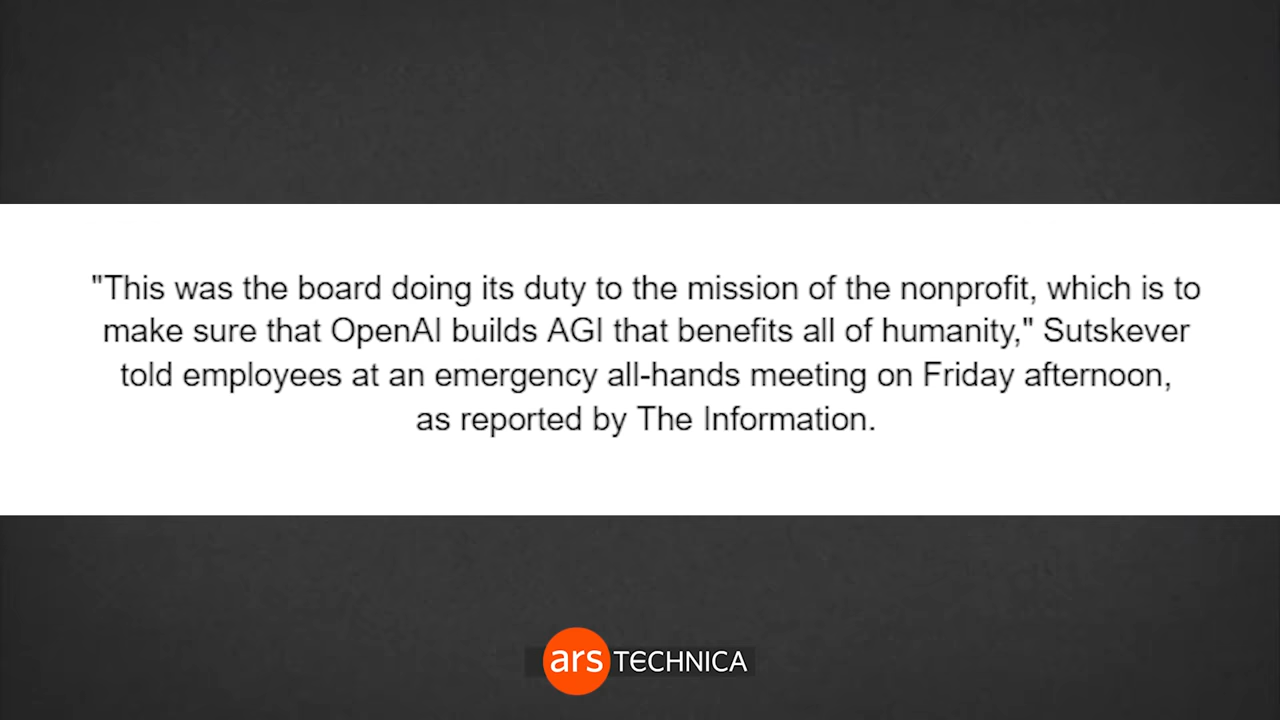 "This was the board doing its duty to the mission of the nonprofit, which is to
make sure that OpenAI builds AGI that benefits all of humanity," Sutskever
told employees at an emergency all-hands meeting on Friday afternoon,
as reported by The Information.
ars TECHNICA